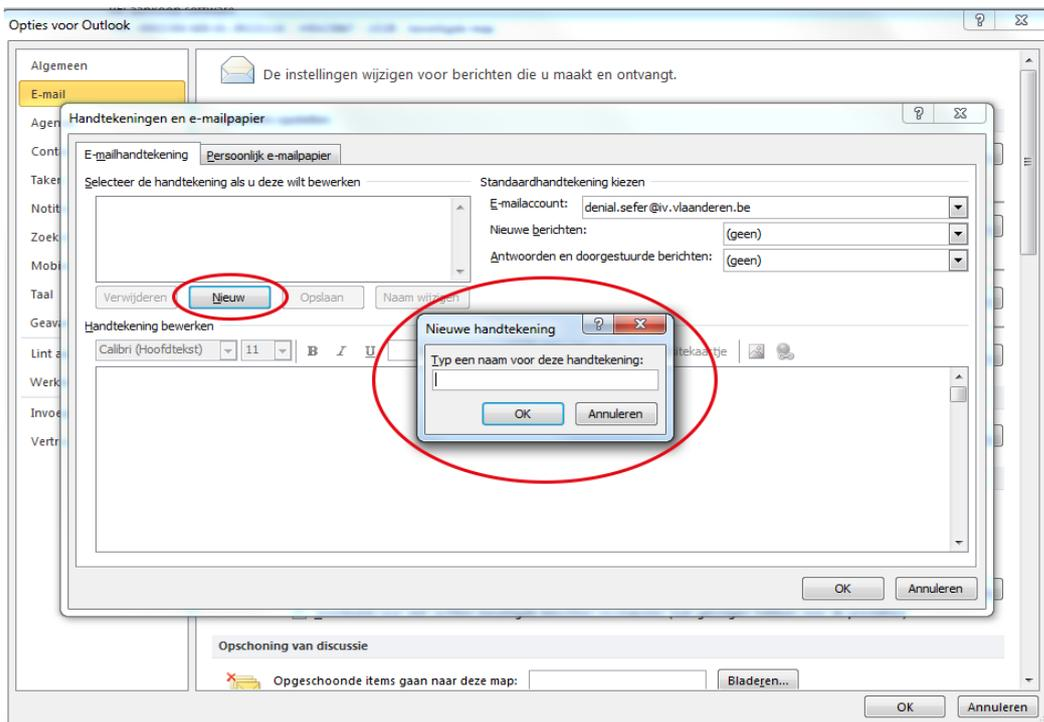 Opties voor Outlook
Algemeen
De instellingen wijzigen voor berichten die u maakt en ontvangt.
E-mail
Handtekeningen en e-mailpapier
E-mailhandtekening
Persoonlijk e-mailpapier
Selecteer de handtekening als u deze wilt bewerken
Standaardhandtekening kiezen
E-mailaccount:
denial.sefer@iv.vlaanderen.be
Nieuwe berichten:
(geen)
Antwoorden en doorgestuurde berichten:
(geen)
Verwijderen
Nieuw
Opslaan
Naam wijzigen
Handtekening bewerken
Calibri (Hoofdtekst)
11
B
I
U
Nieuwe handtekening
Typ een naam voor deze handtekening:
OK
Annuleren
OK
Annuleren
Taal
Lint
Opschoning van discussie
Opgeschoonde items gaan naar deze map:
Bladeren...
OK
Annuleren